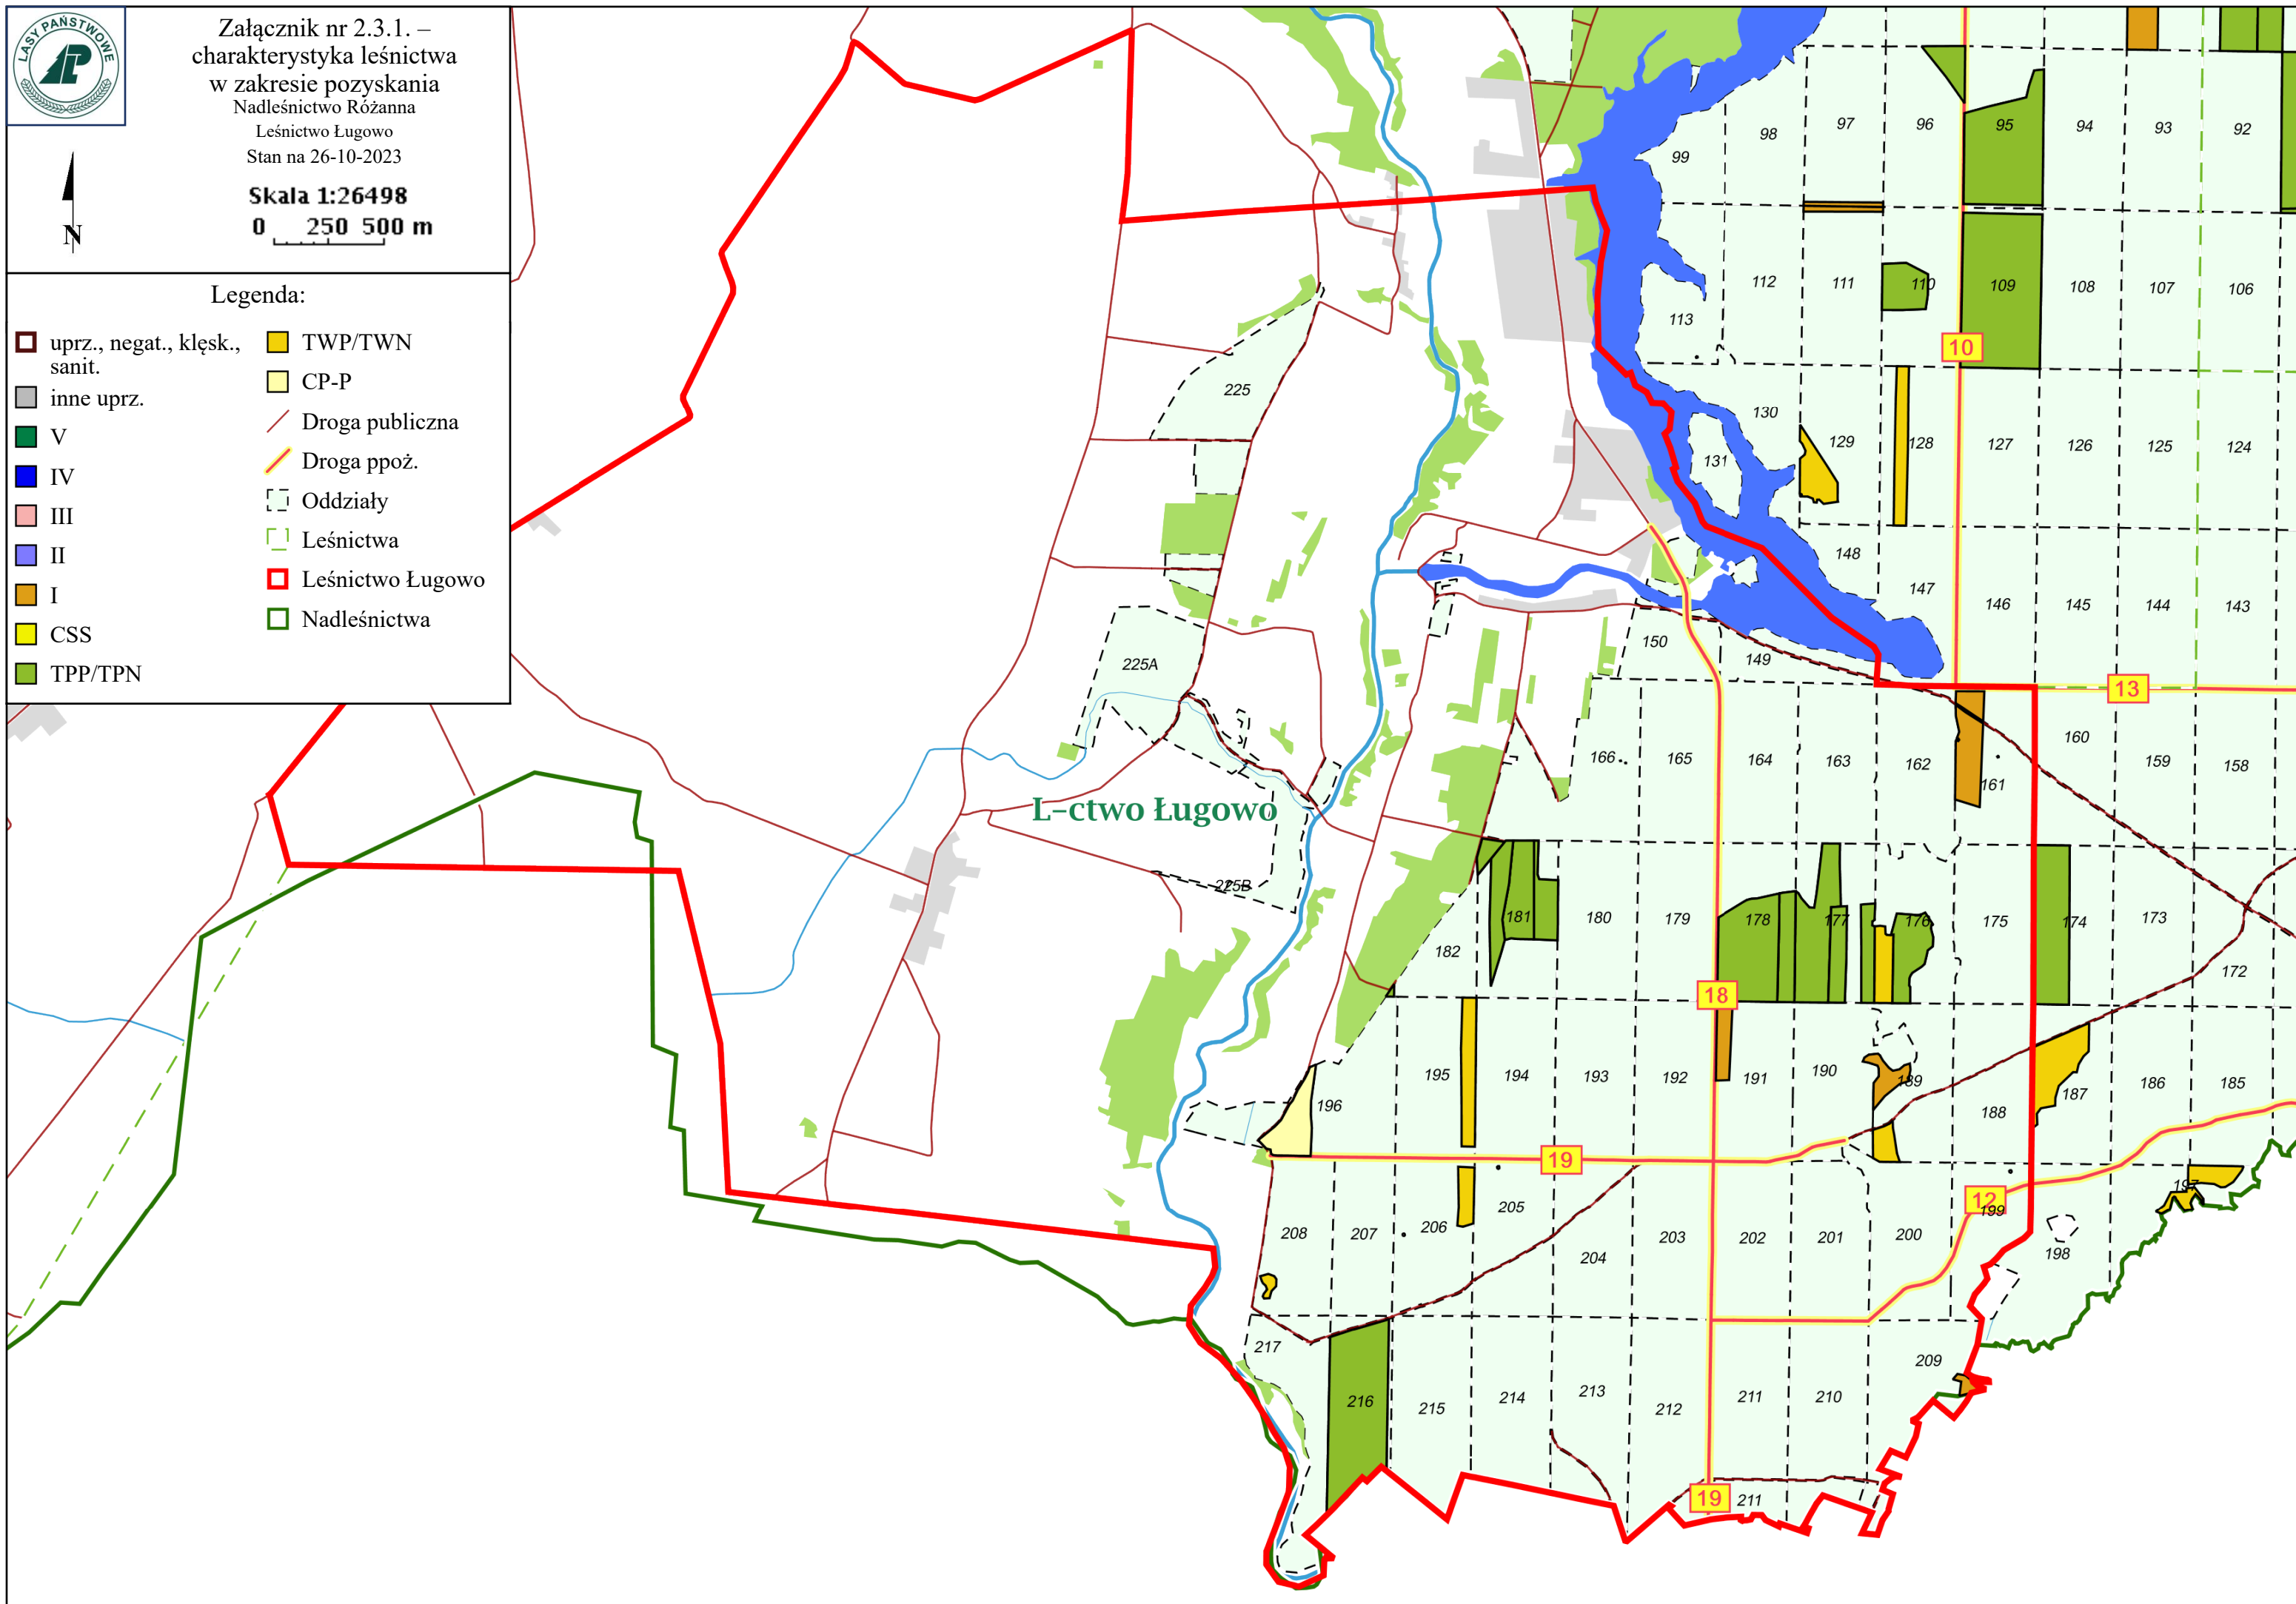 LASY PAŃSTWOWE
Załącznik nr 2.3.1. –
charakterystyka leśnictwa
w zakresie pozyskania
Nadleśnictwo Różanna
Leśnictwo Ługowo
Stan na 26-10-2023
Skala 1:26498
0 250 500 m
N
Legenda:
uprz., negat., klęsk.,
sanit.
inne uprz.
V
IV
III
II
I
CSS
TPP/TPN
TWP/TWN
CP-P
Droga publiczna
Droga ppoż.
Oddziały
Leśnictwa
Leśnictwo Ługowo
Nadleśnictwa
99 98 97 96 95 94 93 92
113 112 111 110 109 108 107 106
10
225
131 130 129 128 127 126 125 124
148 147 146 145 144 143
150 149
225A
13
166 165 164 163 162 161 160 159 158
L-ctwo Ługowo
225B
182 181 180 179 178 177 176 175 174 173 172
18
196 195 194 193 192 191 190 189 188 187 186 185
19
12
208 207 206 205 204 203 202 201 200 199 198 197
217 216 215 214 213 212 211 210 209
19
211